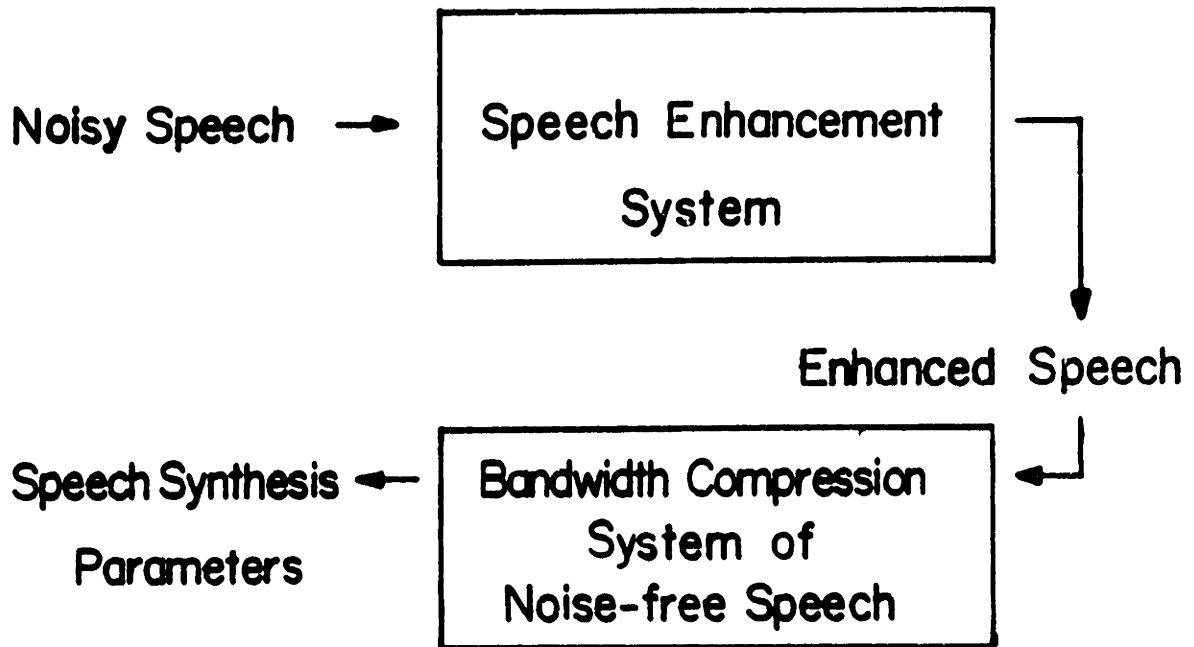 Noisy Speech
Speech Enhancement
System
Enhanced Speech
Bandwidth Compression
System of
Noise-free Speech
Speech Synthesis
Parameters